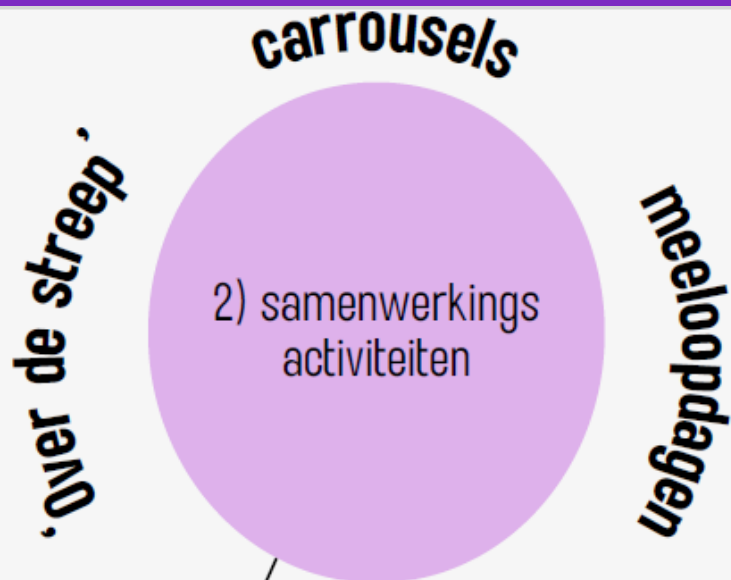 carrousels
'Over de streep'
2) samenwerkings
activiteiten
meeloopdagen